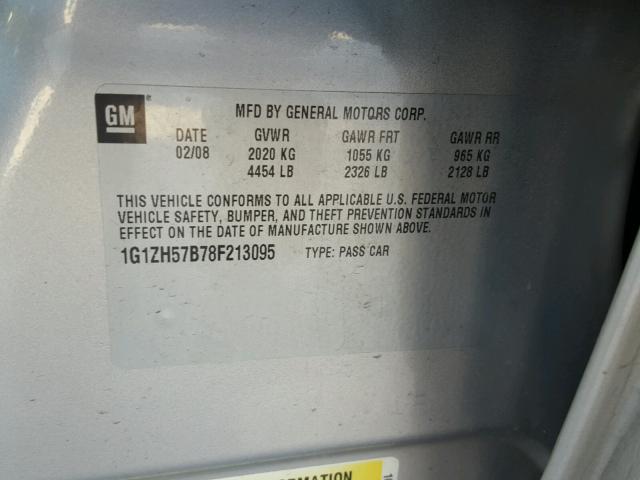 GM
MFD BY GENERAL MOTORS CORP.
DATE GVWR GAWR FRT GAWR RR
02/08 2020 KG 1055 KG 965 KG
4454 LB 2326 LB 2128 LB
THIS VEHICLE CONFORMS TO ALL APPLICABLE U.S. FEDERAL MOTOR
VEHICLE SAFETY, BUMPER, AND THEFT PREVENTION STANDARDS IN
EFFECT ON THE DATE OF MANUFACTURE SHOWN ABOVE.
1G1ZH57B78F213095 TYPE: PASS CAR